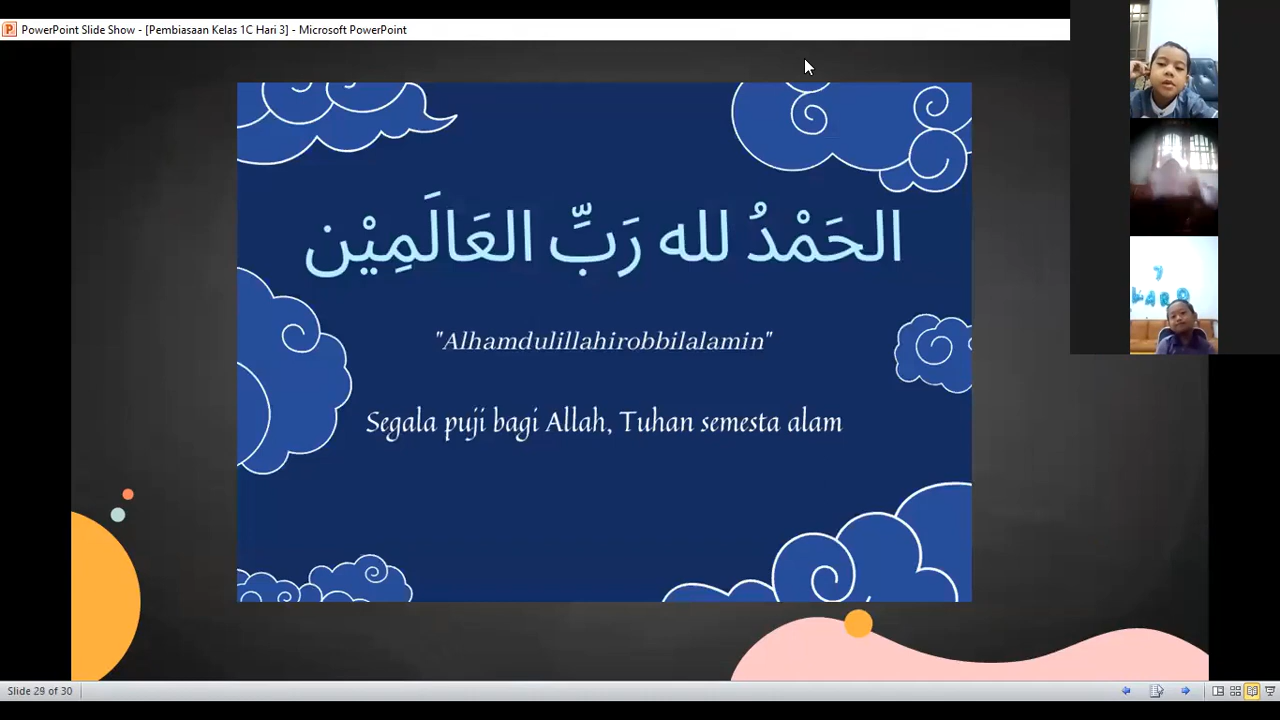 PowerPoint Slide Show - [Pembiasaan Kelas 1C Hari 3] - Microsoft PowerPoint
الحَمْدُ لله رَبِّ العَالَمِيْن
"Alhamdulillahirobbilalamin"
Segala puji bagi Allah, Tuhan semesta alam
Slide 29 of 30